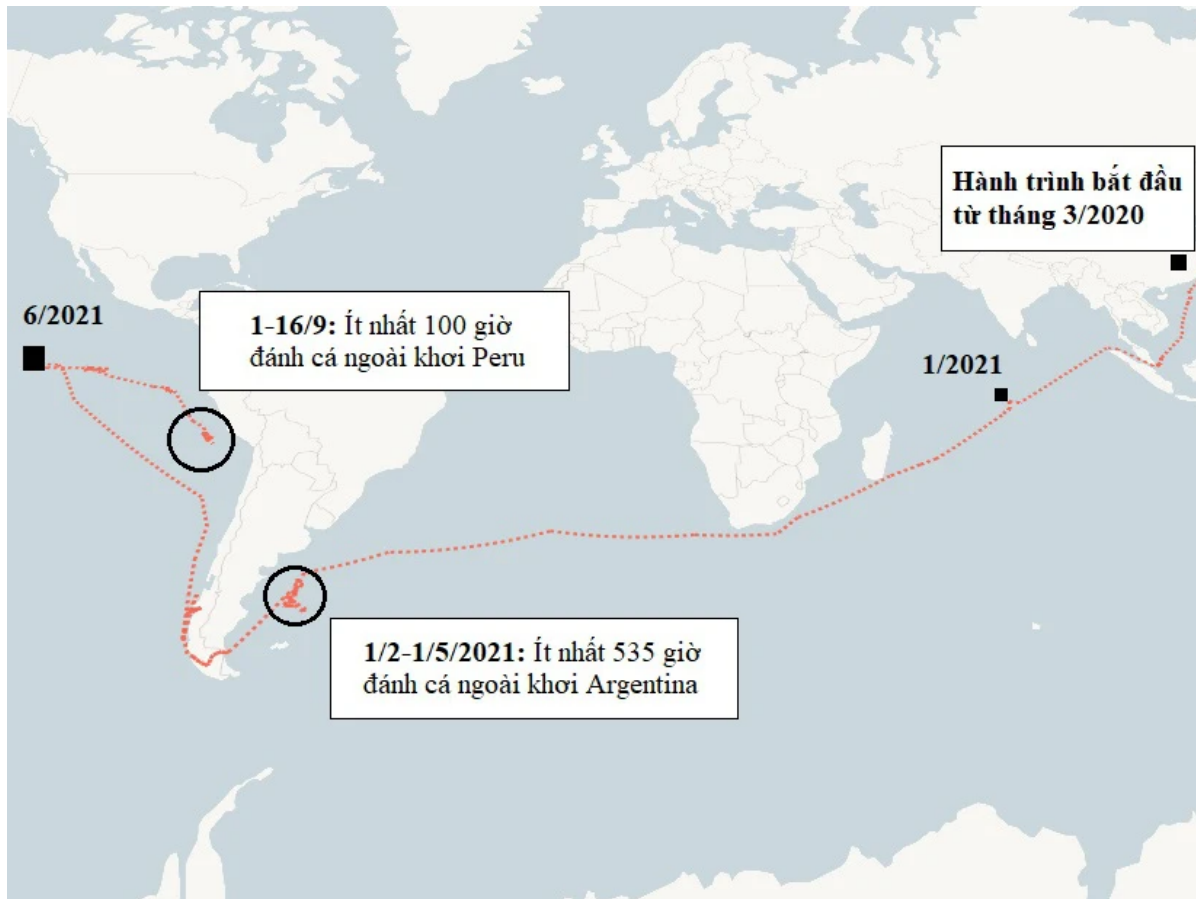 Hành trình bắt đầu
từ tháng 3/2020
6/2021
1-16/9: Ít nhất 100 giờ
đánh cá ngoài khơi Peru
1/2021
1/2-1/5/2021: Ít nhất 535 giờ
đánh cá ngoài khơi Argentina